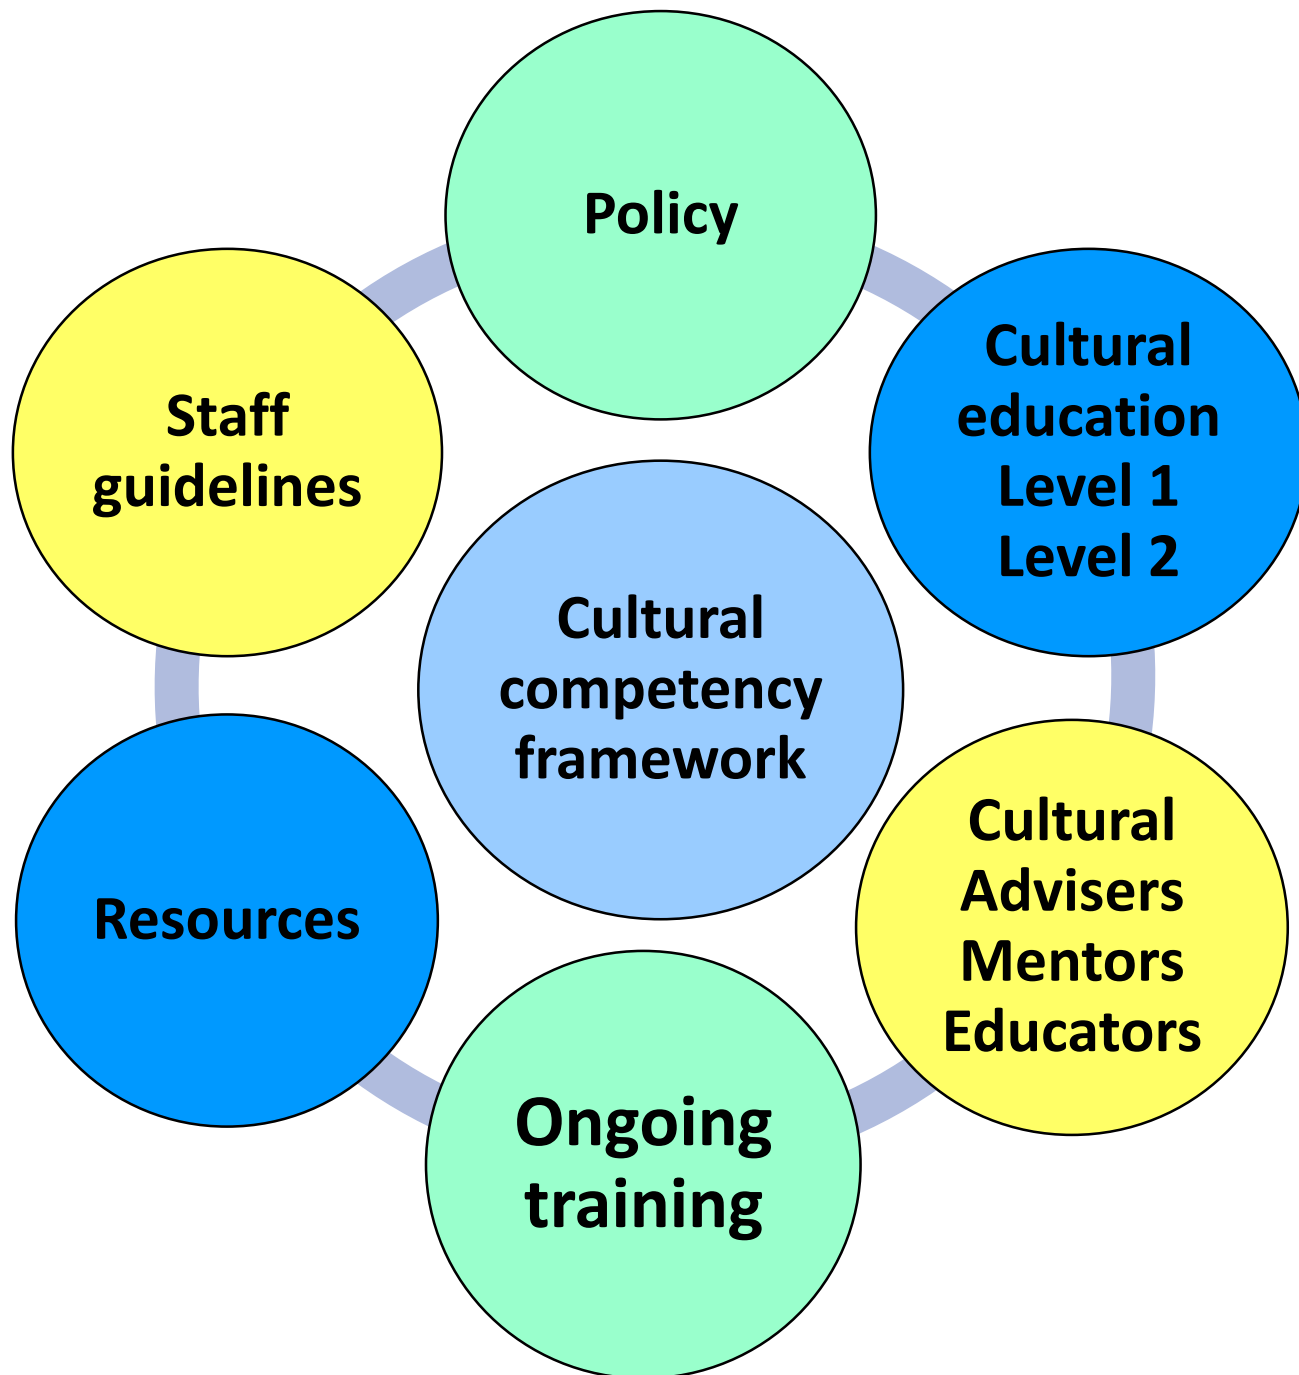 Policy
Cultural
education
Level 1
Level 2
Staff
guidelines
Cultural
competency
framework
Cultural
Advisers
Mentors
Educators
Resources
Ongoing
training